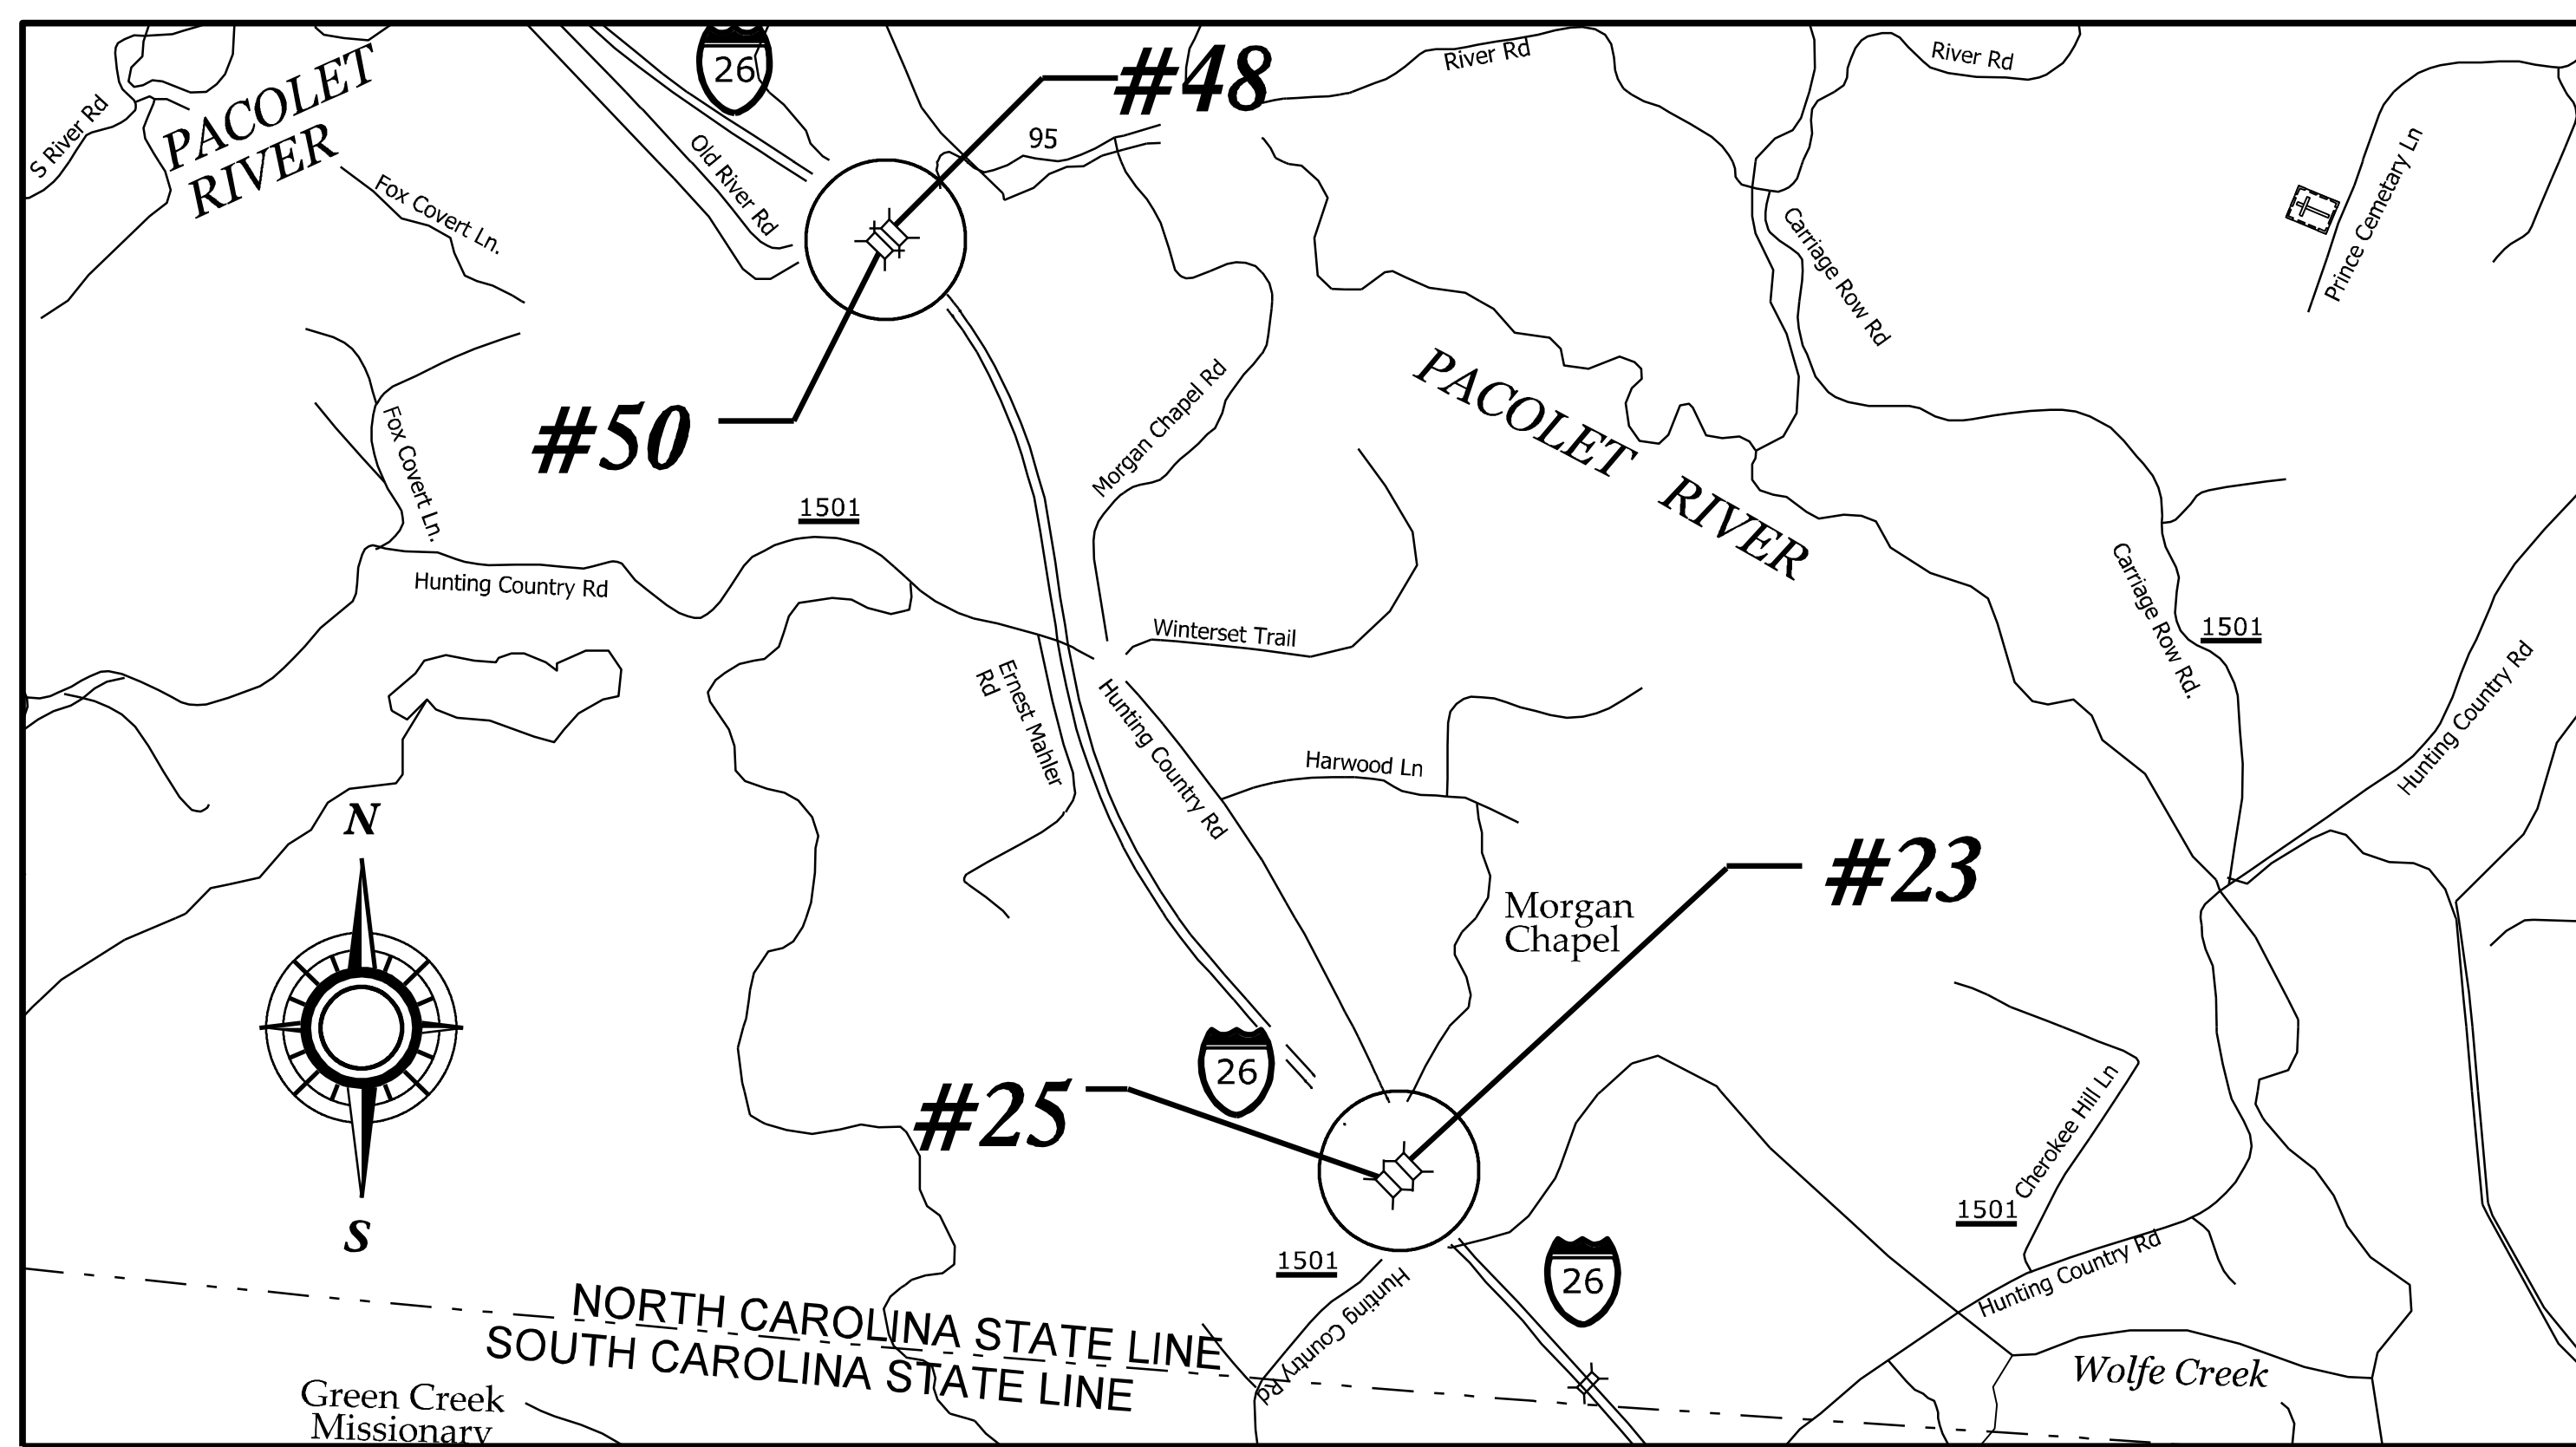 26
#48
River Rd
River Rd
PACOLET
RIVER
S River Rd
95
Old River Rd
Fox Covert Ln.
Prince Cemetary Ln
Carriage Row Rd
#50
Morgan Chapel Rd
PACOLET RIVER
Fox Covert Ln.
1501
Hunting Country Rd
Winterset Trail
Carriage Row Rd.
1501
Ernest Mahler
Rd
Hunting Country Rd
Hunting Country Rd
Harwood Ln
N
#23
Morgan
Chapel
26
#25
Cherokee Hill Ln
1501
S
1501
Hunting Country Rd
26
Hunting Country Rd
NORTH CAROLINA STATE LINE
SOUTH CAROLINA STATE LINE
Wolfe Creek
Green Creek
Missionary